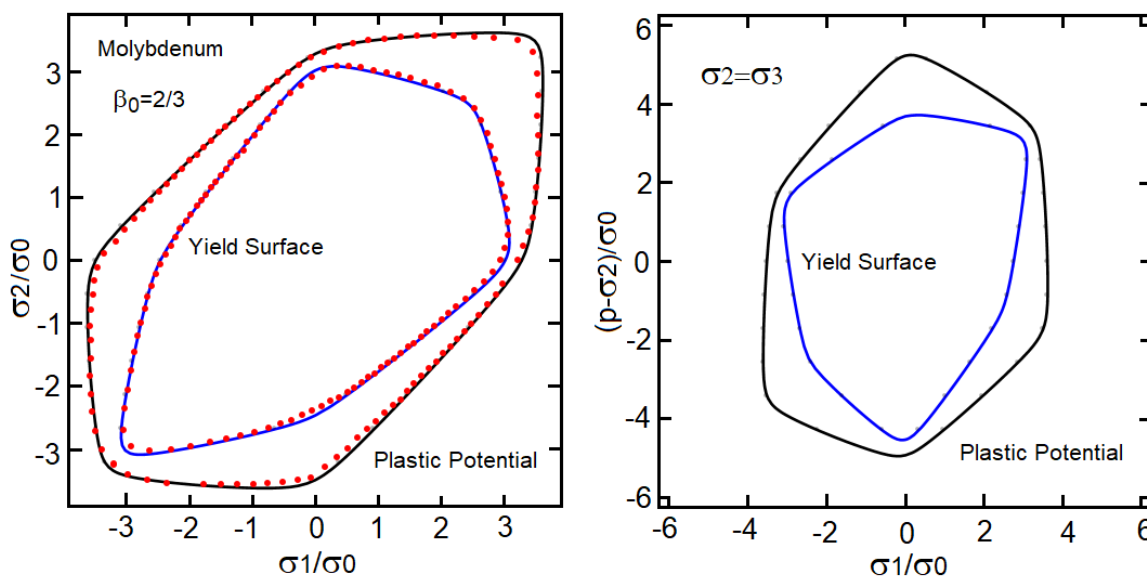 Molybdenum
β0=2/3
Yield Surface
Plastic Potential
σ2/σ0
3
2
1
0
-1
-2
-3
-3 -2 -1 0 1 2 3
σ1/σ0
σ2=σ3
Yield Surface
Plastic Potential
(p-σ2)/σ0
6
4
2
0
-2
-4
-6
-6 -4 -2 0 2 4 6
σ1/σ0